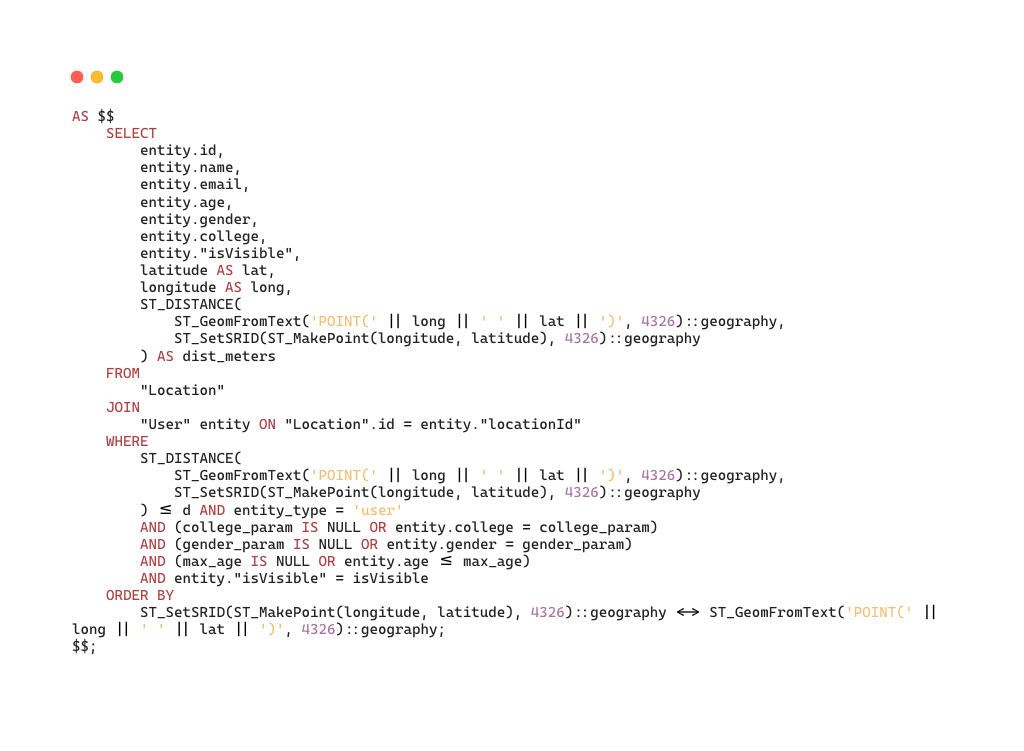 AS $$
    SELECT
        entity.id,
        entity.name,
        entity.email,
        entity.age,
        entity.gender,
        entity.college,
        entity."isVisible",
        latitude AS lat,
        longitude AS long,
        ST_DISTANCE(
            ST_GeomFromText('POINT(' || long || ' ' || lat || ')', 4326)::geography,
            ST_SetSRID(ST_MakePoint(longitude, latitude), 4326)::geography
        ) AS dist_meters
    FROM
        "Location"
    JOIN
        "User" entity ON "Location".id = entity."locationId"
    WHERE
        ST_DISTANCE(
            ST_GeomFromText('POINT(' || long || ' ' || lat || ')', 4326)::geography,
            ST_SetSRID(ST_MakePoint(longitude, latitude), 4326)::geography
        ) <= d AND entity_type = 'user'
        AND (college_param IS NULL OR entity.college = college_param)
        AND (gender_param IS NULL OR entity.gender = gender_param)
        AND (max_age IS NULL OR entity.age <= max_age)
        AND entity."isVisible" = isVisible
    ORDER BY
        ST_SetSRID(ST_MakePoint(longitude, latitude), 4326)::geography <-> ST_GeomFromText('POINT(' ||
long || ' ' || lat || ')', 4326)::geography;
$$;